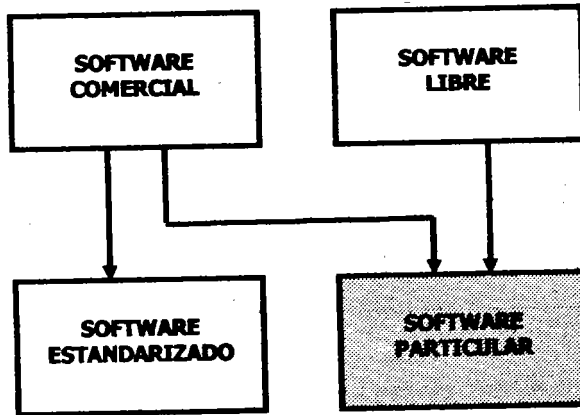 SOFTWARE
COMERCIAL
SOFTWARE
LIBRE
SOFTWARE
ESTANDARIZADO
SOFTWARE
PARTICULAR